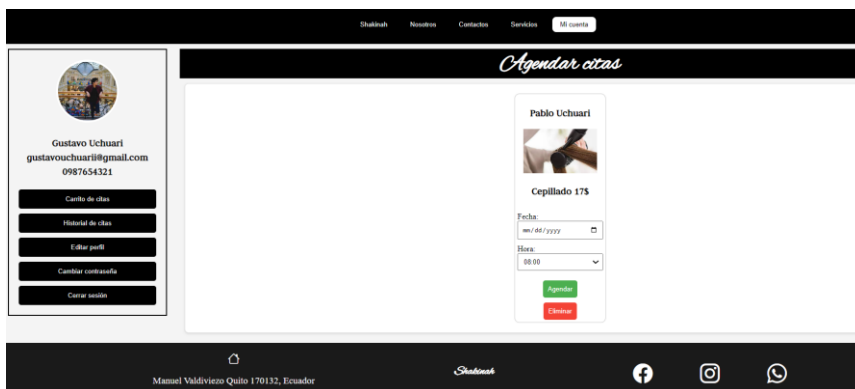 Shakinah Nosotros Contactos Servicios Mi cuenta
Agendar citas
Gustavo Uchuari
gustavouchuarii@gmail.com
0987654321
Carrito de citas
Historial de citas
Editar perfil
Cambiar contraseña
Cerrar sesión
Pablo Uchuari
Cepillado 17$
Fecha:
mm/dd/yyyy
Hora:
08:00
Agendar
Eliminar
Manuel Valdiviezo Quito 170132, Ecuador
Shakinah